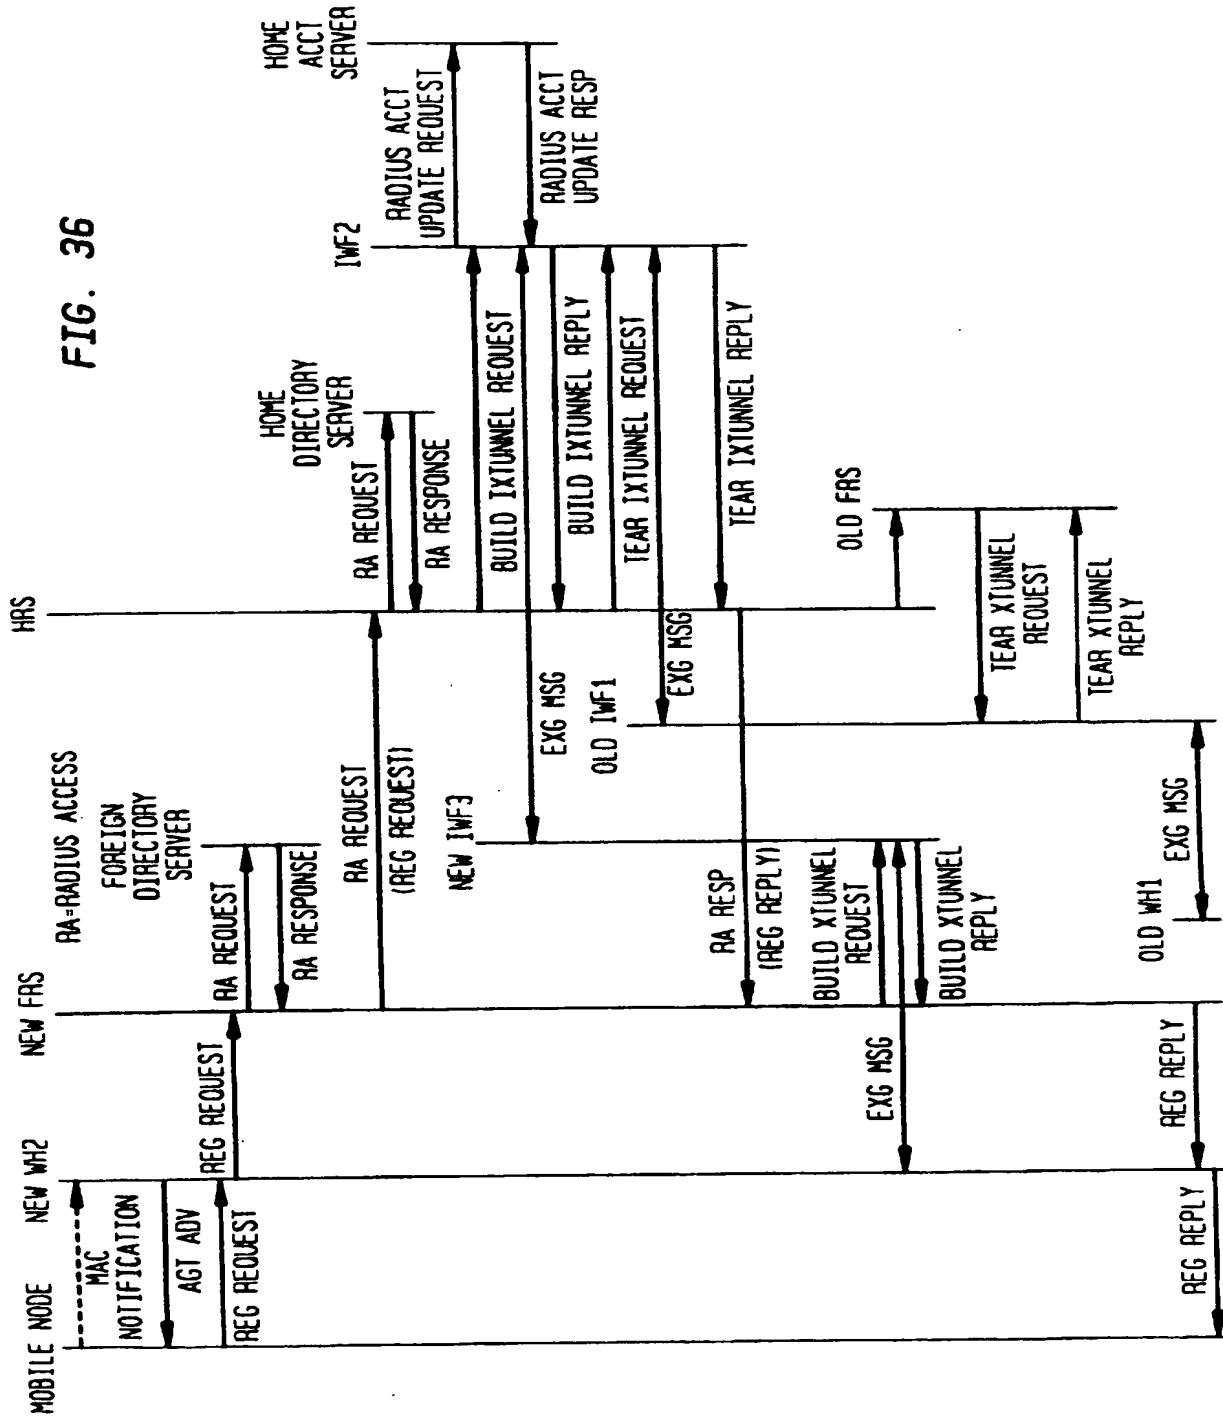 FIG. 36
RA=RADIUS ACCESS
MOBILE NODE
NEW WH2
NEW FRS
FOREIGN
DIRECTORY
SERVER
HRS
HOME
DIRECTORY
SERVER
IWF2
HOME
ACCT
SERVER
MAC
NOTIFICATION
AGT ADV
REG REQUEST
REG REQUEST
RA REQUEST
RA RESPONSE
RA REQUEST
(REG REQUEST)
RA REQUEST
RA RESPONSE
RADIUS ACCT
UPDATE REQUEST
BUILD IXTUNNEL REQUEST
RADIUS ACCT
UPDATE RESP
NEW IWF3
EXG MSG
BUILD IXTUNNEL REPLY
TEAR IXTUNNEL REQUEST
OLD IWF1
EXG MSG
TEAR IXTUNNEL REPLY
RA RESP
(REG REPLY)
BUILD XTUNNEL
REQUEST
EXG MSG
BUILD XTUNNEL
REPLY
OLD FRS
TEAR XTUNNEL
REQUEST
TEAR XTUNNEL
REPLY
OLD WH1
EXG MSG
REG REPLY
REG REPLY